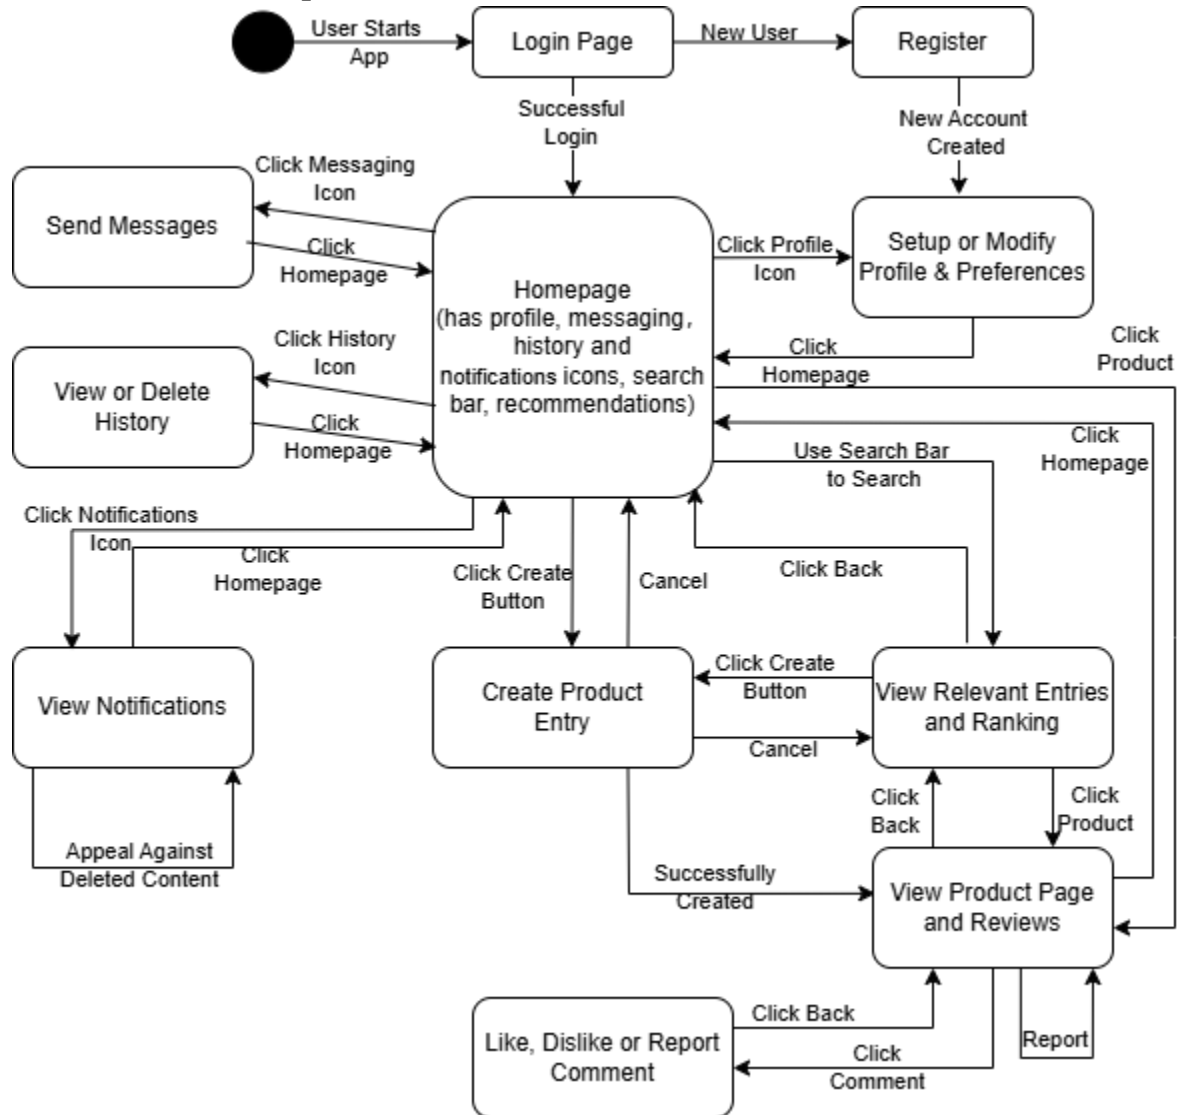 User Starts
App
Login Page
New User
Register
Successful
Login
New Account
Created
Click Messaging
Icon
Send Messages
Click
Homepage
Homepage
(has profile, messaging,
history and
notifications icons, search
bar, recommendations)
Click Profile
Icon
Setup or Modify
Profile & Preferences
Click
Homepage
Click
Product
Click History
Icon
View or Delete
History
Click
Homepage
Click
Homepage
Use Search Bar
to Search
Click Notifications
Icon
Click
Homepage
Click Create
Button
Cancel
Click Back
View Notifications
Create Product
Entry
Click Create
Button
Cancel
View Relevant Entries
and Ranking
Appeal Against
Deleted Content
Click
Back
Click
Product
Successfully
Created
View Product Page
and Reviews
Like, Dislike or Report
Comment
Click Back
Click
Comment
Report